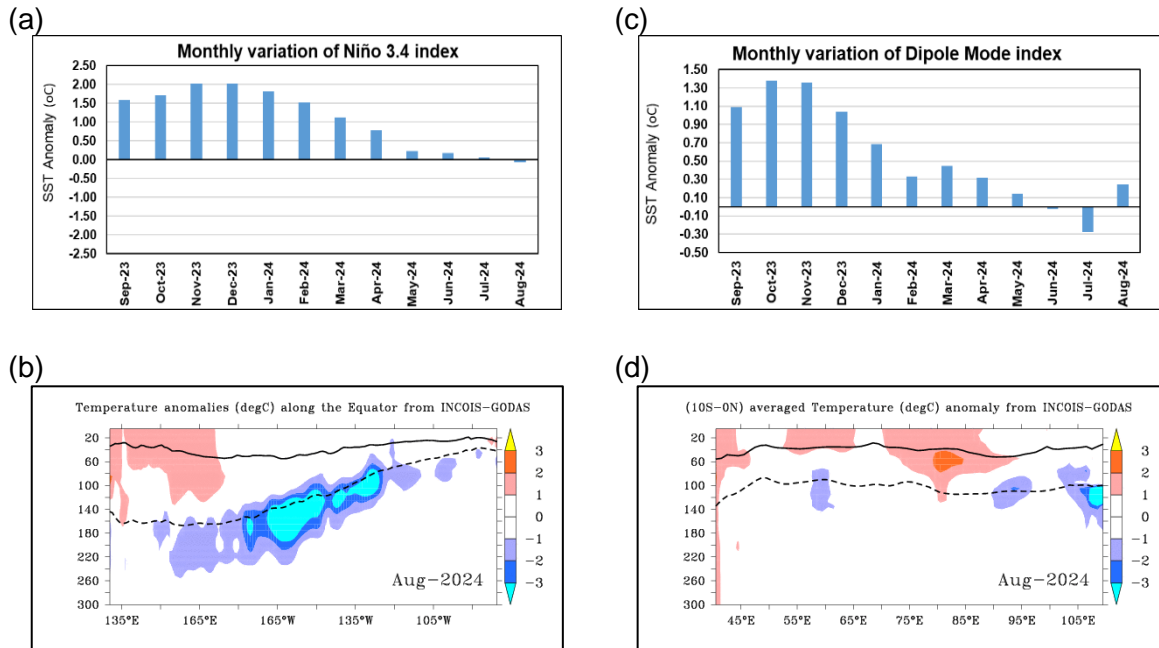 (a)
Monthly variation of Niño 3.4 index
SST Anomaly (oC)
2.50
2.00
1.50
1.00
0.50
0.00
-0.50
-1.00
-1.50
-2.00
-2.50
Sep-23
Oct-23
Nov-23
Dec-23
Jan-24
Feb-24
Mar-24
Apr-24
May-24
Jun-24
Jul-24
Aug-24
(c)
Monthly variation of Dipole Mode index
SST Anomaly (oC)
1.50
1.30
1.10
0.90
0.70
0.50
0.30
0.10
-0.10
-0.30
-0.50
Sep-23
Oct-23
Nov-23
Dec-23
Jan-24
Feb-24
Mar-24
Apr-24
May-24
Jun-24
Jul-24
Aug-24
(b)
Temperature anomalies (degC) along the Equator from INCOIS-GODAS
20
60
100
140
180
220
260
300
135°E
165°E
165°W
135°W
105°W
Aug-2024
3
2
1
0
-1
-2
-3
(d)
(10S-0N) averaged Temperature (degC) anomaly from INCOIS-GODAS
20
60
100
140
180
220
260
300
45°E
55°E
65°E
75°E
85°E
95°E
105°E
Aug-2024
3
2
1
0
-1
-2
-3